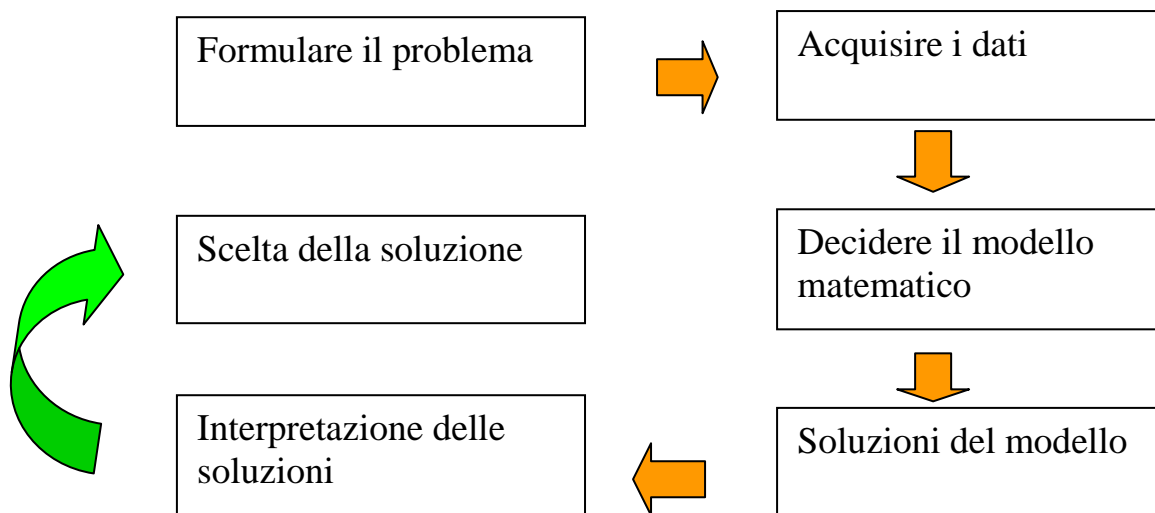 Formulare il problema
Acquisire i dati
Scelta della soluzione
Decidere il modello
matematico
Interpretazione delle
soluzioni
Soluzioni del modello